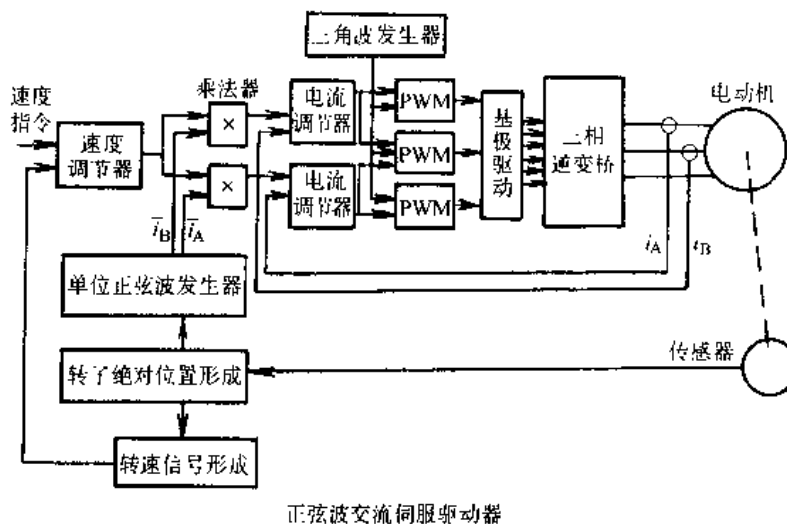 三角波发生器
乘法器
电动机
速度
指令
速度
调节器
×
×
电流
调节器
电流
调节器
PWM
PWM
PWM
基极驱动
三相
逆变桥
i_B
i_A
i_A
i_B
单位正弦波发生器
传感器
转子绝对位置形成
转速信号形成
正弦波交流伺服驱动器